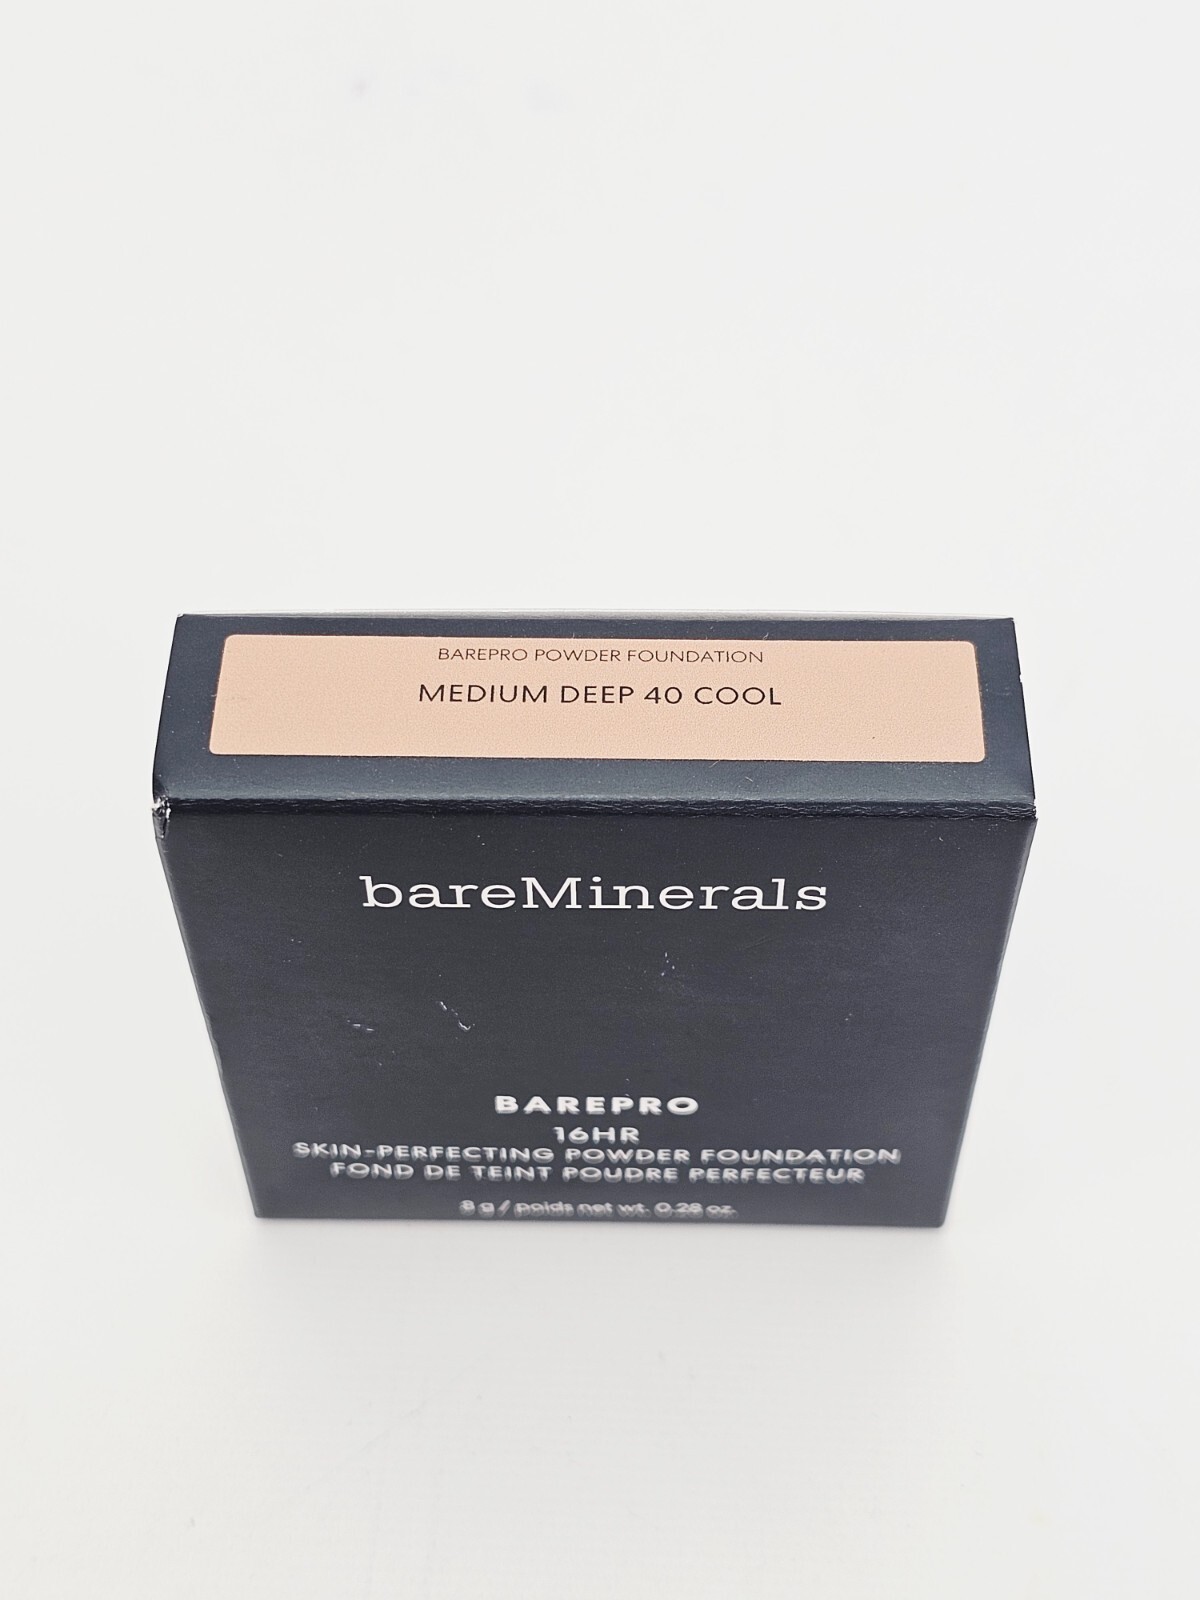 BAREPRO POWDER FOUNDATION
MEDIUM DEEP 40 COOL
bareMinerals
BAREPRO
16HR
SKIN-PERFECTING POWDER FOUNDATION
FOND DE TEINT POUDRE PERFECTEUR
8 g / poids net wt. 0.28 oz.